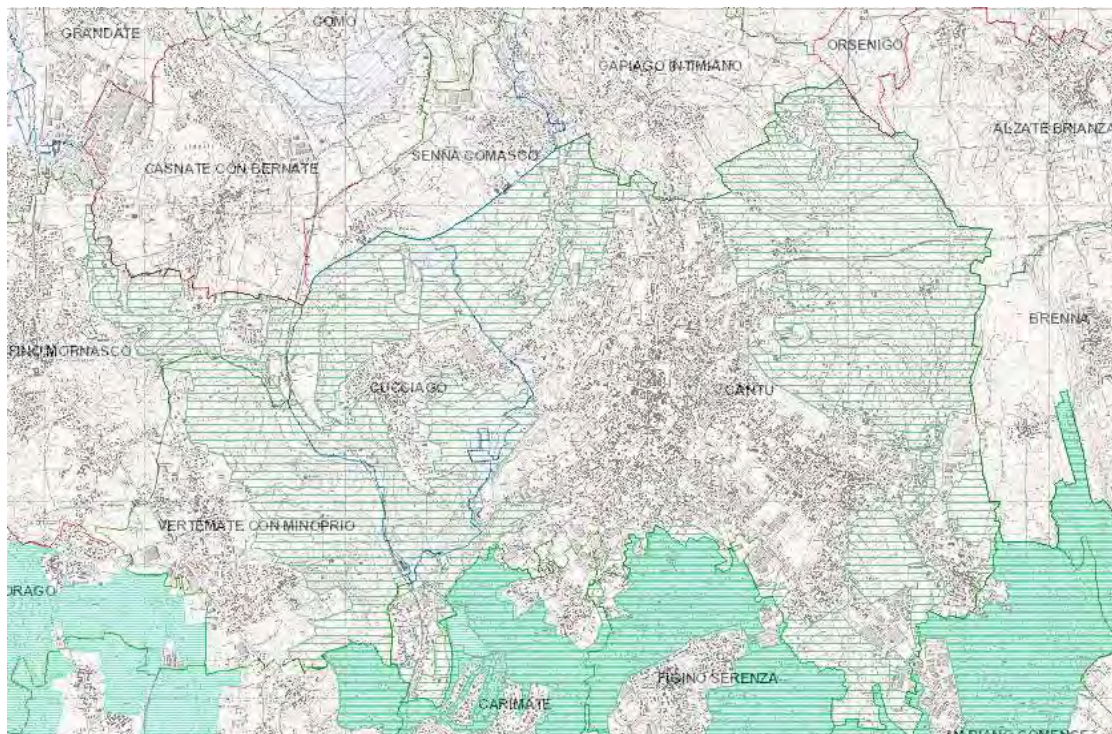 COMO
GRANDATE
ORSENIGO
CAPIAGO INTIMIANO
ALZATE BRIANZA
SENNA COMASCO
CASNATE CON BERNATE
BRENNA
FINO MORNASCO
CUCCIAGO
CANTU
VERTEMATE CON MINOPRIO
FIGINO SERENZA
CARIMATE